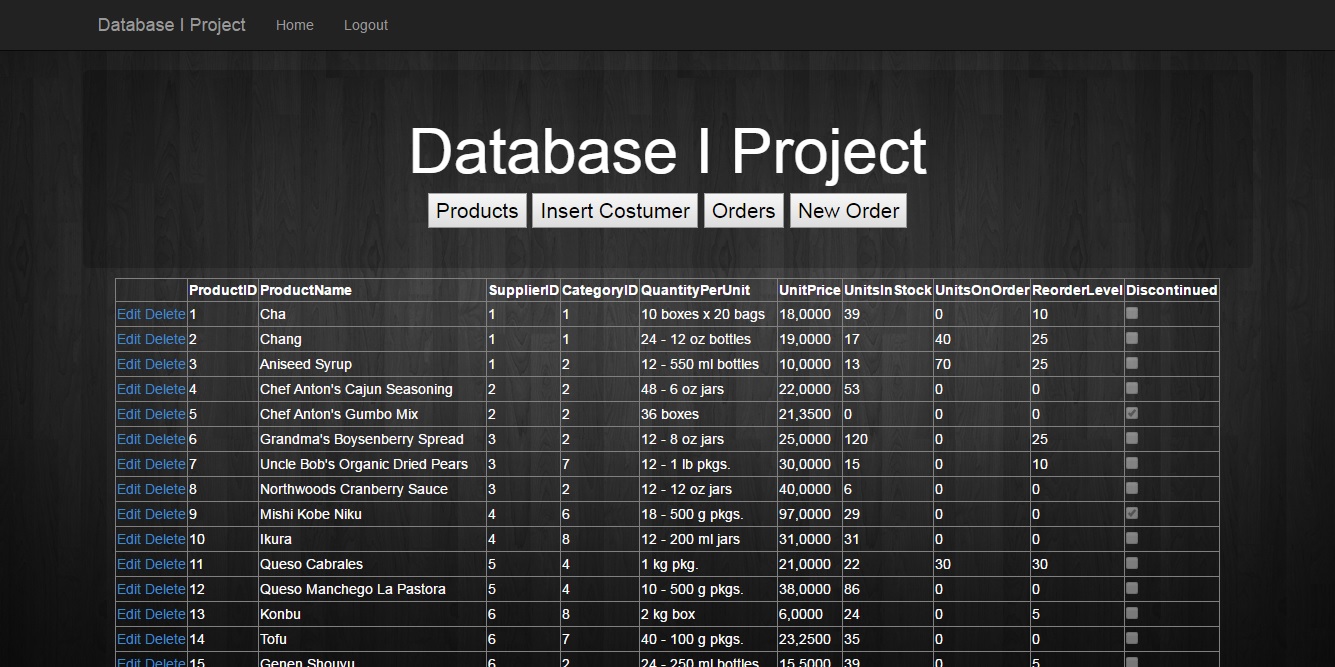 Database I Project Home Logout
Database I Project
Products Insert Costumer Orders New Order
ProductID ProductName SupplierID CategoryID QuantityPerUnit UnitPrice UnitsInStock UnitsOnOrder ReorderLevel Discontinued
Edit Delete 1 Cha 1 1 10 boxes x 20 bags 18,0000 39 0 10
Edit Delete 2 Chang 1 1 24 - 12 oz bottles 19,0000 17 40 25
Edit Delete 3 Aniseed Syrup 1 2 12 - 550 ml bottles 10,0000 13 70 25
Edit Delete 4 Chef Anton's Cajun Seasoning 2 2 48 - 6 oz jars 22,0000 53 0 0
Edit Delete 5 Chef Anton's Gumbo Mix 2 2 36 boxes 21,3500 0 0 0
Edit Delete 6 Grandma's Boysenberry Spread 3 2 12 - 8 oz jars 25,0000 120 0 25
Edit Delete 7 Uncle Bob's Organic Dried Pears 3 7 12 - 1 lb pkgs. 30,0000 15 0 10
Edit Delete 8 Northwoods Cranberry Sauce 3 2 12 - 12 oz jars 40,0000 6 0 0
Edit Delete 9 Mishi Kobe Niku 4 6 18 - 500 g pkgs. 97,0000 29 0 0
Edit Delete 10 Ikura 4 8 12 - 200 ml jars 31,0000 31 0 0
Edit Delete 11 Queso Cabrales 5 4 1 kg pkg. 21,0000 22 30 30
Edit Delete 12 Queso Manchego La Pastora 5 4 10 - 500 g pkgs. 38,0000 86 0 0
Edit Delete 13 Konbu 6 8 2 kg box 6,0000 24 0 5
Edit Delete 14 Tofu 6 7 40 - 100 g pkgs. 23,2500 35 0 0
Edit Delete 15 Genen Shouyu 6 2 24 - 250 ml bottles 15,5000 39 0 5